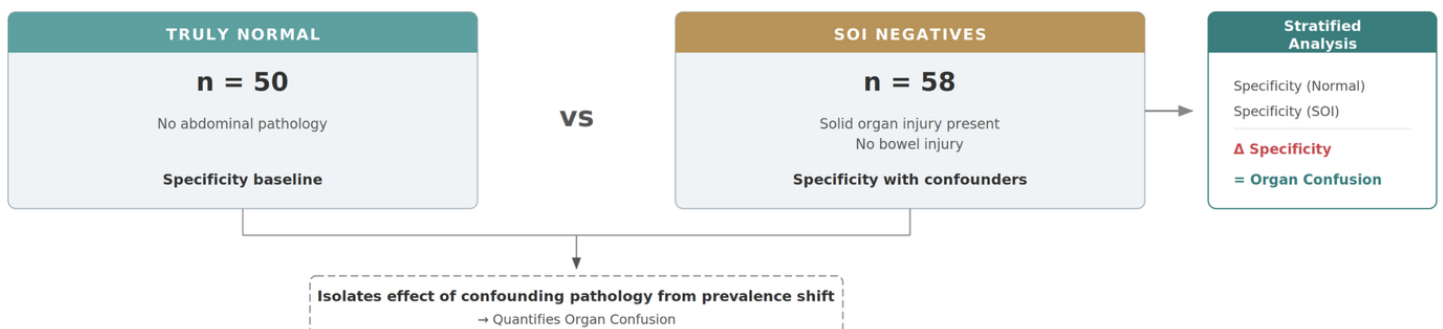 TRULY NORMAL
n = 50
No abdominal pathology
Specificity baseline
vs
SOI NEGATIVES
n = 58
Solid organ injury present
No bowel injury
Specificity with confounders
Stratified
Analysis
Specificity (Normal)
Specificity (SOI)
Δ Specificity
= Organ Confusion
Isolates effect of confounding pathology from prevalence shift
→ Quantifies Organ Confusion